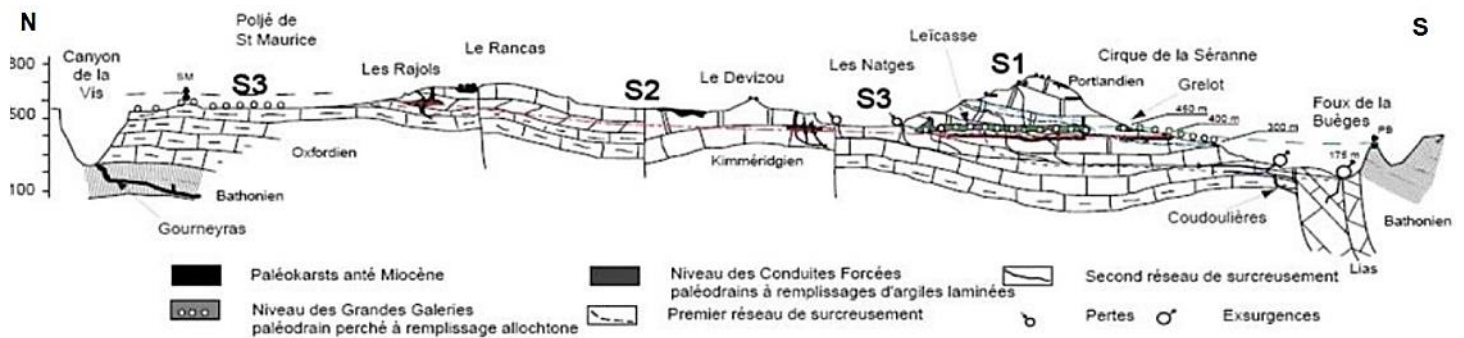 N
S
Poljé de
St Maurice
Canyon
de la
Vis
SM
S3
Les Rajols
Le Rancas
S2
Le Devizou
Les Natges
S3
Leïcasse
S1
Portlandien
Cirque de la Séranne
Grelot
460 m
400 m
300 m
Foux de la
Buèges
PB
175 m
500
100
Oxfordien
Kimméridgien
Bathonien
Gourneyras
Coudoulières
Bathonien
Lias
Paléokarsts anté Miocène
Niveau des Grandes Galeries
paléodrain perché à remplissage allochtone
Niveau des Conduites Forcées
paléodrains à remplissages d'argiles laminées
Premier réseau de surcreusement
Second réseau de surcreusement
Pertes
Exsurgences